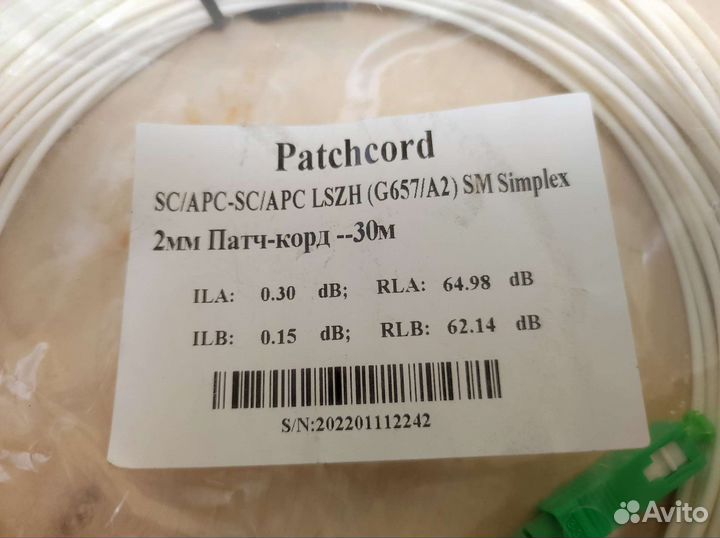 Patchcord
SC/APC-SC/APC LSZH (G657/A2) SM Simplex
2мм Патч-корд --30м
ILA: 0.30 dB; RLA: 64.98 dB
ILB: 0.15 dB; RLB: 62.14 dB
S/N:202201112242
Avito